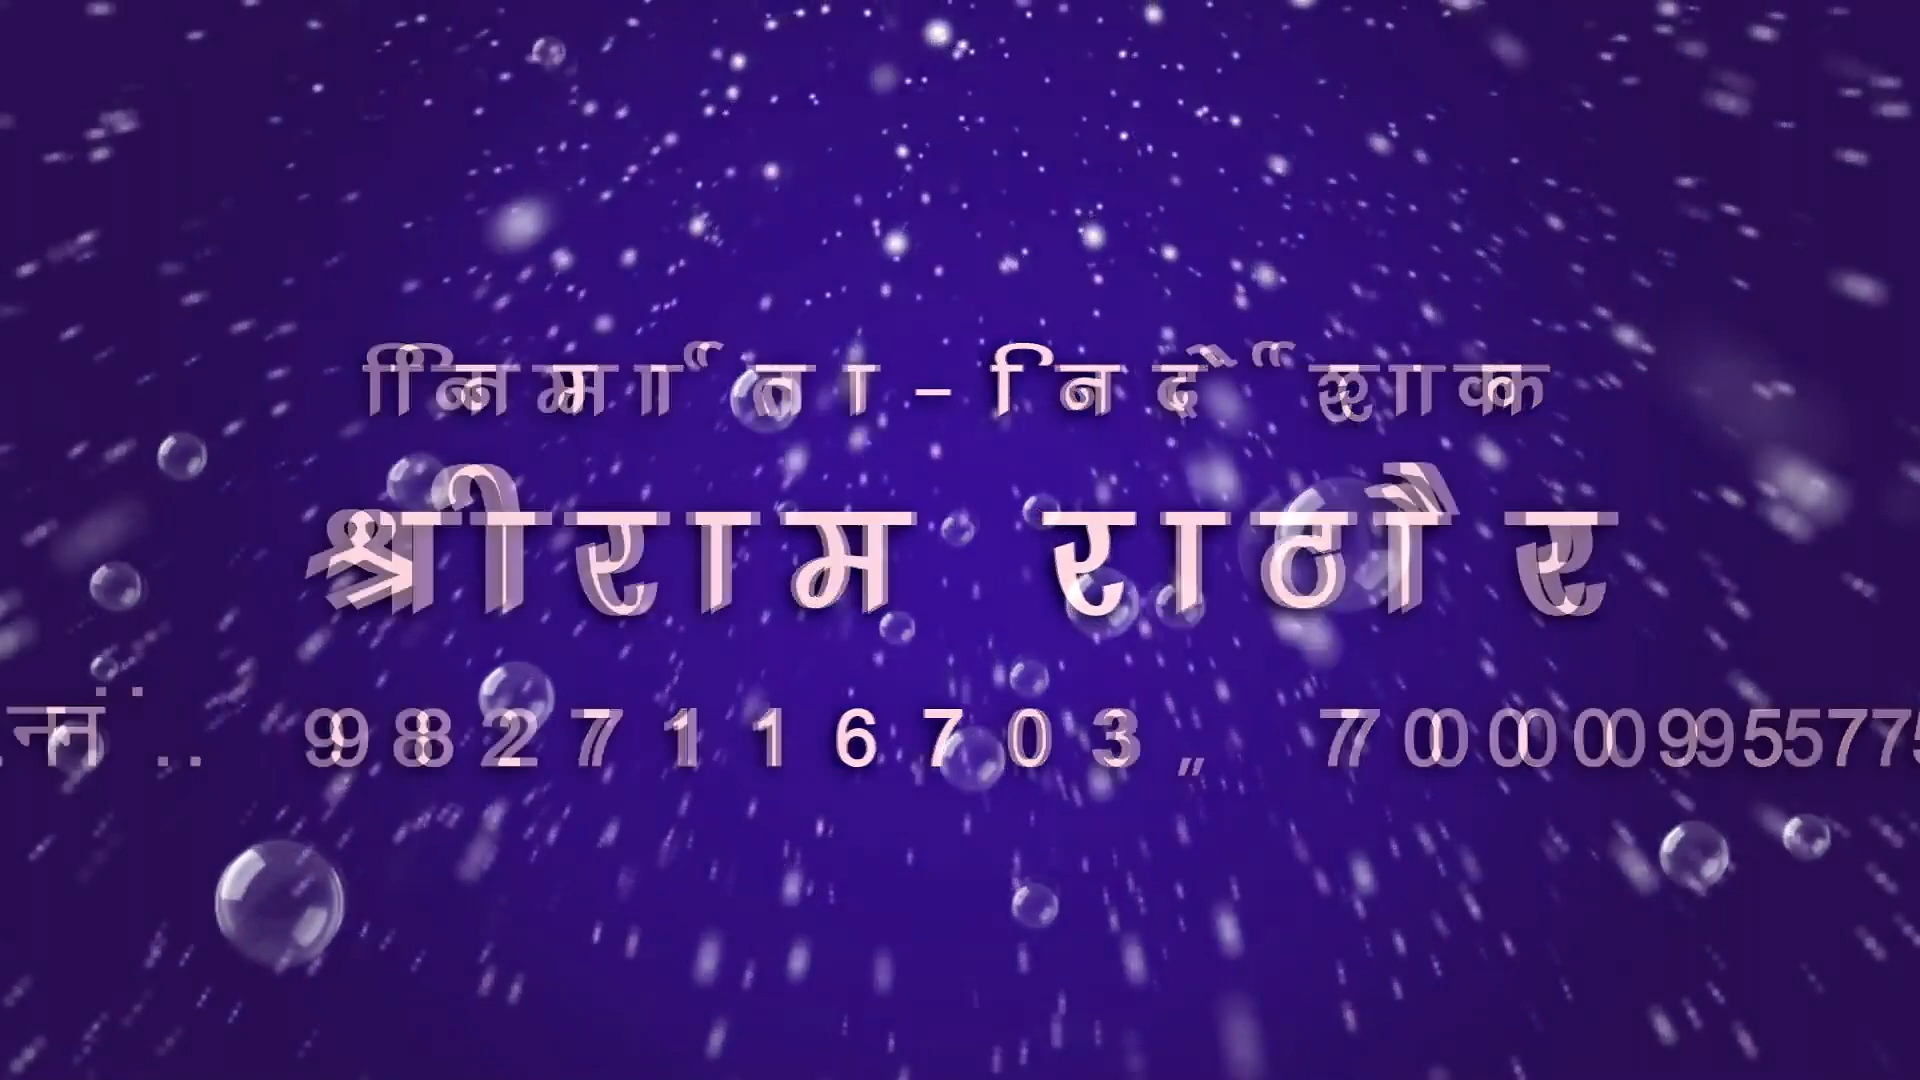 निर्माता - निर्देशक
श्रीराम राठौर
नं. 9827116703,